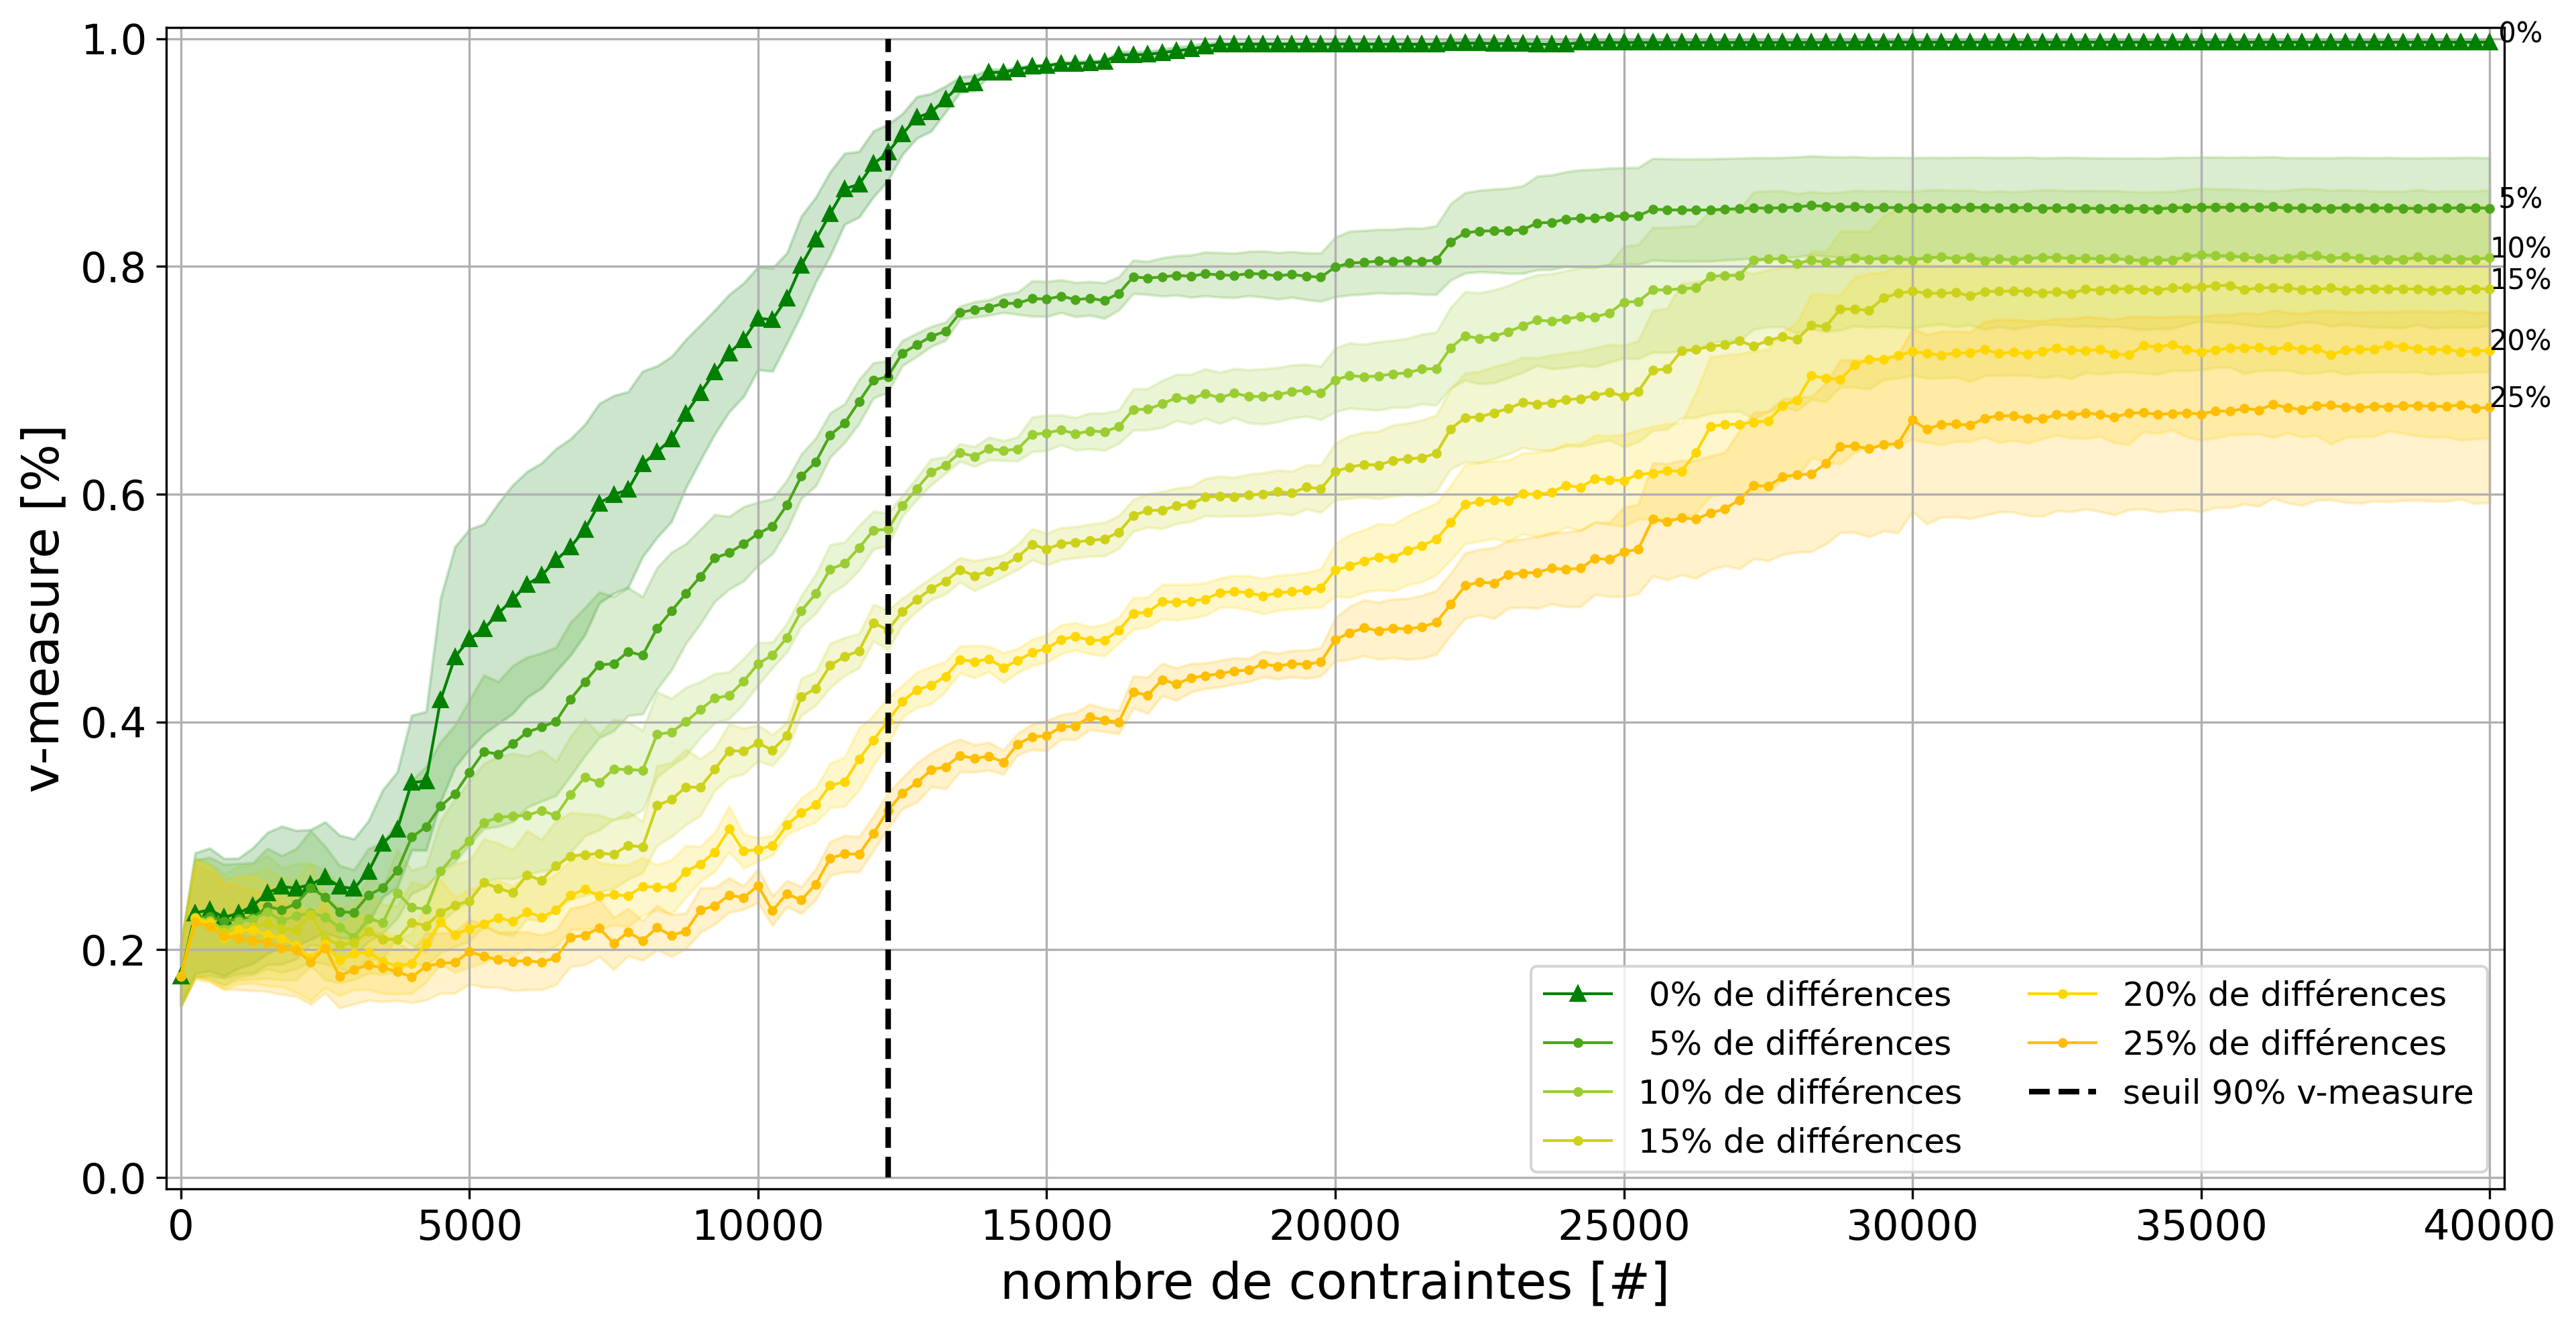 v-measure [%]
1.0
0.8
0.6
0.4
0.2
0.0
0%
5%
10%
15%
20%
25%
0% de différences
5% de différences
10% de différences
15% de différences
20% de différences
25% de différences
seuil 90% v-measure
0 5000 10000 15000 20000 25000 30000 35000 40000
nombre de contraintes [#]